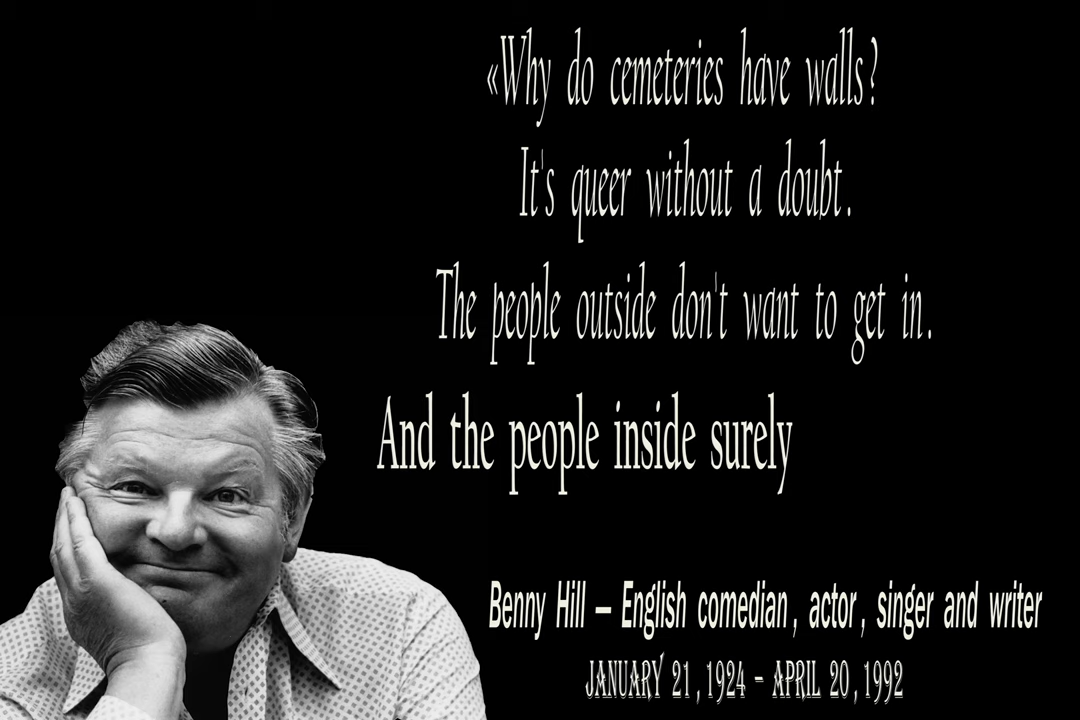 «Why do cemeteries have walls?
It's queer without a doubt.
The people outside don't want to get in.
And the people inside surely
Benny Hill – English comedian, actor, singer and writer
JANUARY 21, 1924 – APRIL 20, 1992